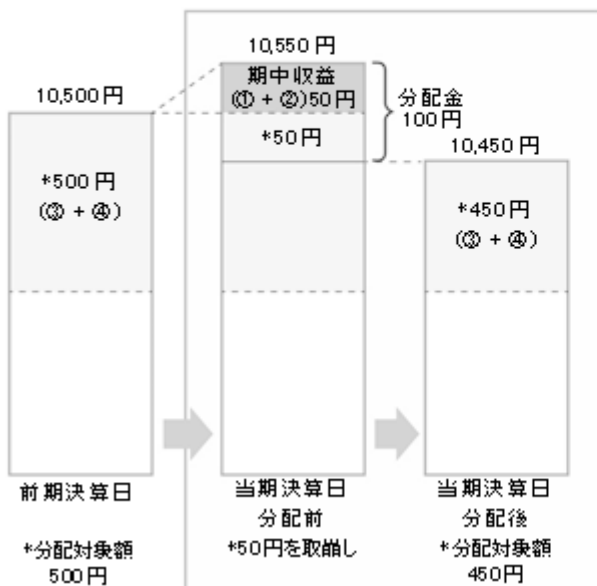 10,550円
期中収益
(①＋②)50円
分配金
100円
10,500円
*50円
10,450円
*500円
(③＋④)
*450円
(③＋④)
前期決算日
当期決算日
分配前
当期決算日
分配後
*分配対象額
500円
*50円を取崩し
*分配対象額
450円